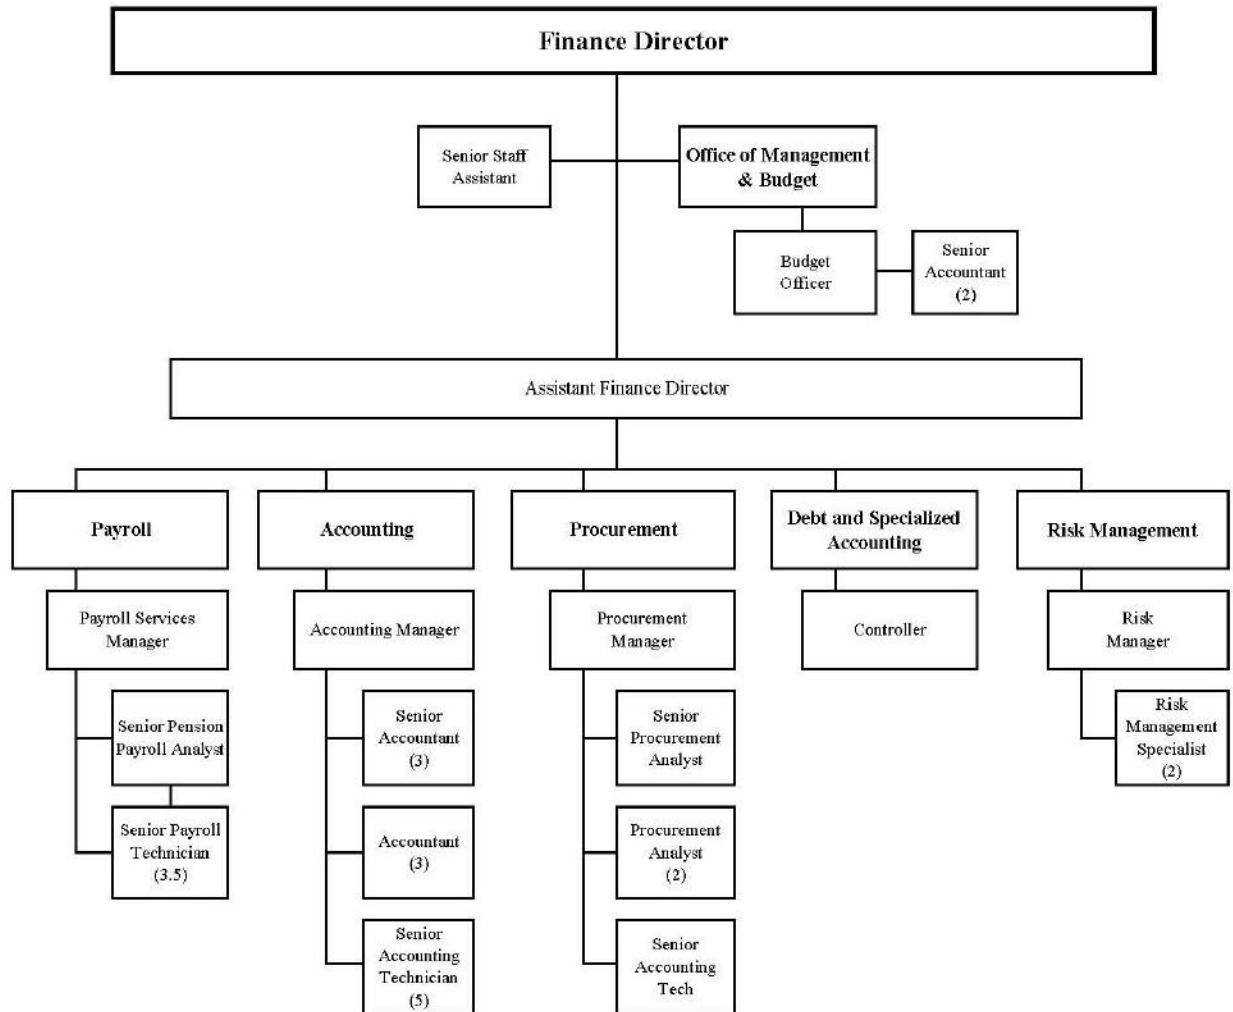 Finance Director
Senior Staff
Assistant
Office of Management
& Budget
Budget
Officer
Senior
Accountant
(2)
Assistant Finance Director
Payroll
Accounting
Procurement
Debt and Specialized
Accounting
Risk Management
Payroll Services
Manager
Accounting Manager
Procurement
Manager
Controller
Risk
Manager
Senior Pension
Payroll Analyst
Senior
Accountant
(3)
Senior
Procurement
Analyst
Risk
Management
Specialist
(2)
Senior Payroll
Technician
(3.5)
Accountant
(3)
Procurement
Analyst
(2)
Senior
Accounting
Technician
(5)
Senior
Accounting
Tech